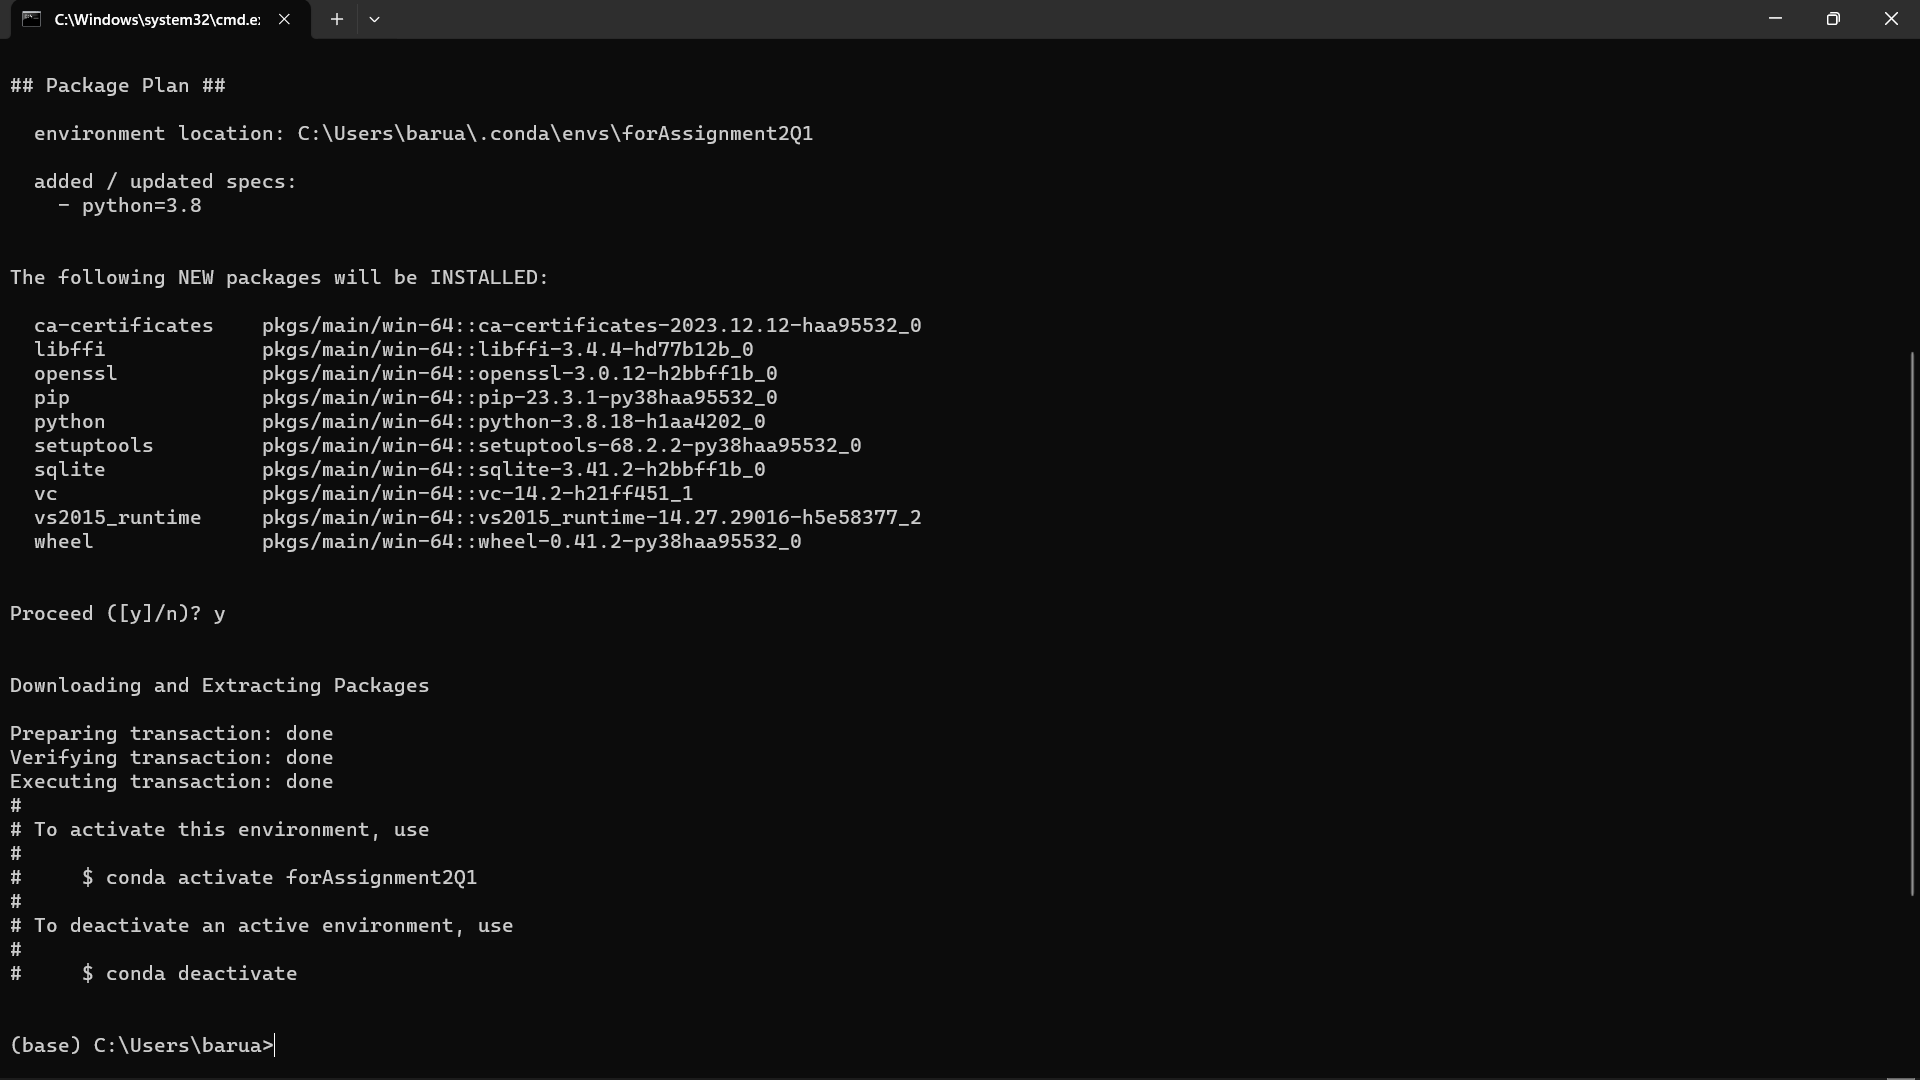 C:\Windows\system32\cmd.e:
## Package Plan ##
environment location: C:\Users\barua\.conda\envs\forAssignment2Q1
added / updated specs:
- python=3.8
The following NEW packages will be INSTALLED:
ca-certificates pkgs/main/win-64::ca-certificates-2023.12.12-haa95532_0
libffi pkgs/main/win-64::libffi-3.4.4-hd77b12b_0
openssl pkgs/main/win-64::openssl-3.0.12-h2bbff1b_0
pip pkgs/main/win-64::pip-23.3.1-py38haa95532_0
python pkgs/main/win-64::python-3.8.18-h1aa4202_0
setuptools pkgs/main/win-64::setuptools-68.2.2-py38haa95532_0
sqlite pkgs/main/win-64::sqlite-3.41.2-h2bbff1b_0
vc pkgs/main/win-64::vc-14.2-h21ff451_1
vs2015_runtime pkgs/main/win-64::vs2015_runtime-14.27.29016-h5e58377_2
wheel pkgs/main/win-64::wheel-0.41.2-py38haa95532_0
Proceed ([y]/n)? y
Downloading and Extracting Packages
Preparing transaction: done
Verifying transaction: done
Executing transaction: done
#
# To activate this environment, use
#
# $ conda activate forAssignment2Q1
#
# To deactivate an active environment, use
#
# $ conda deactivate
(base) C:\Users\barua>